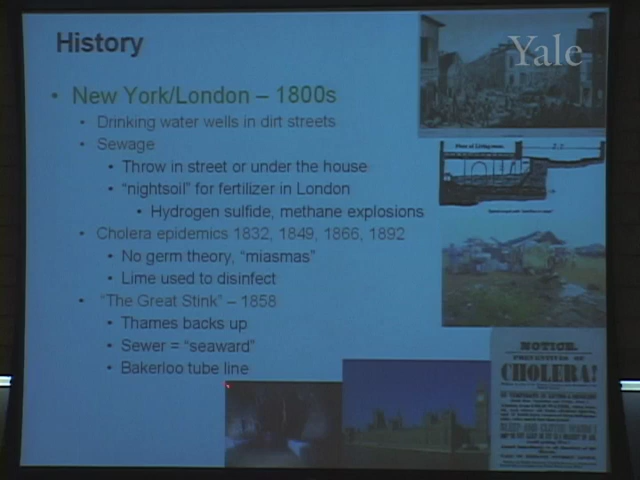 History
Yale
New York/London – 1800s
Drinking water wells in dirt streets
Sewage
Throw in street or under the house
“nightsoil” for fertilizer in London
Hydrogen sulfide, methane explosions
Cholera epidemics 1832, 1849, 1866, 1892
No germ theory, “miasmas”
Lime used to disinfect
“The Great Stink” – 1858
Thames backs up
Sewer = “seaward”
Bakerloo tube line
NOTICE.
PREVENTIVES OF
CHOLERA!